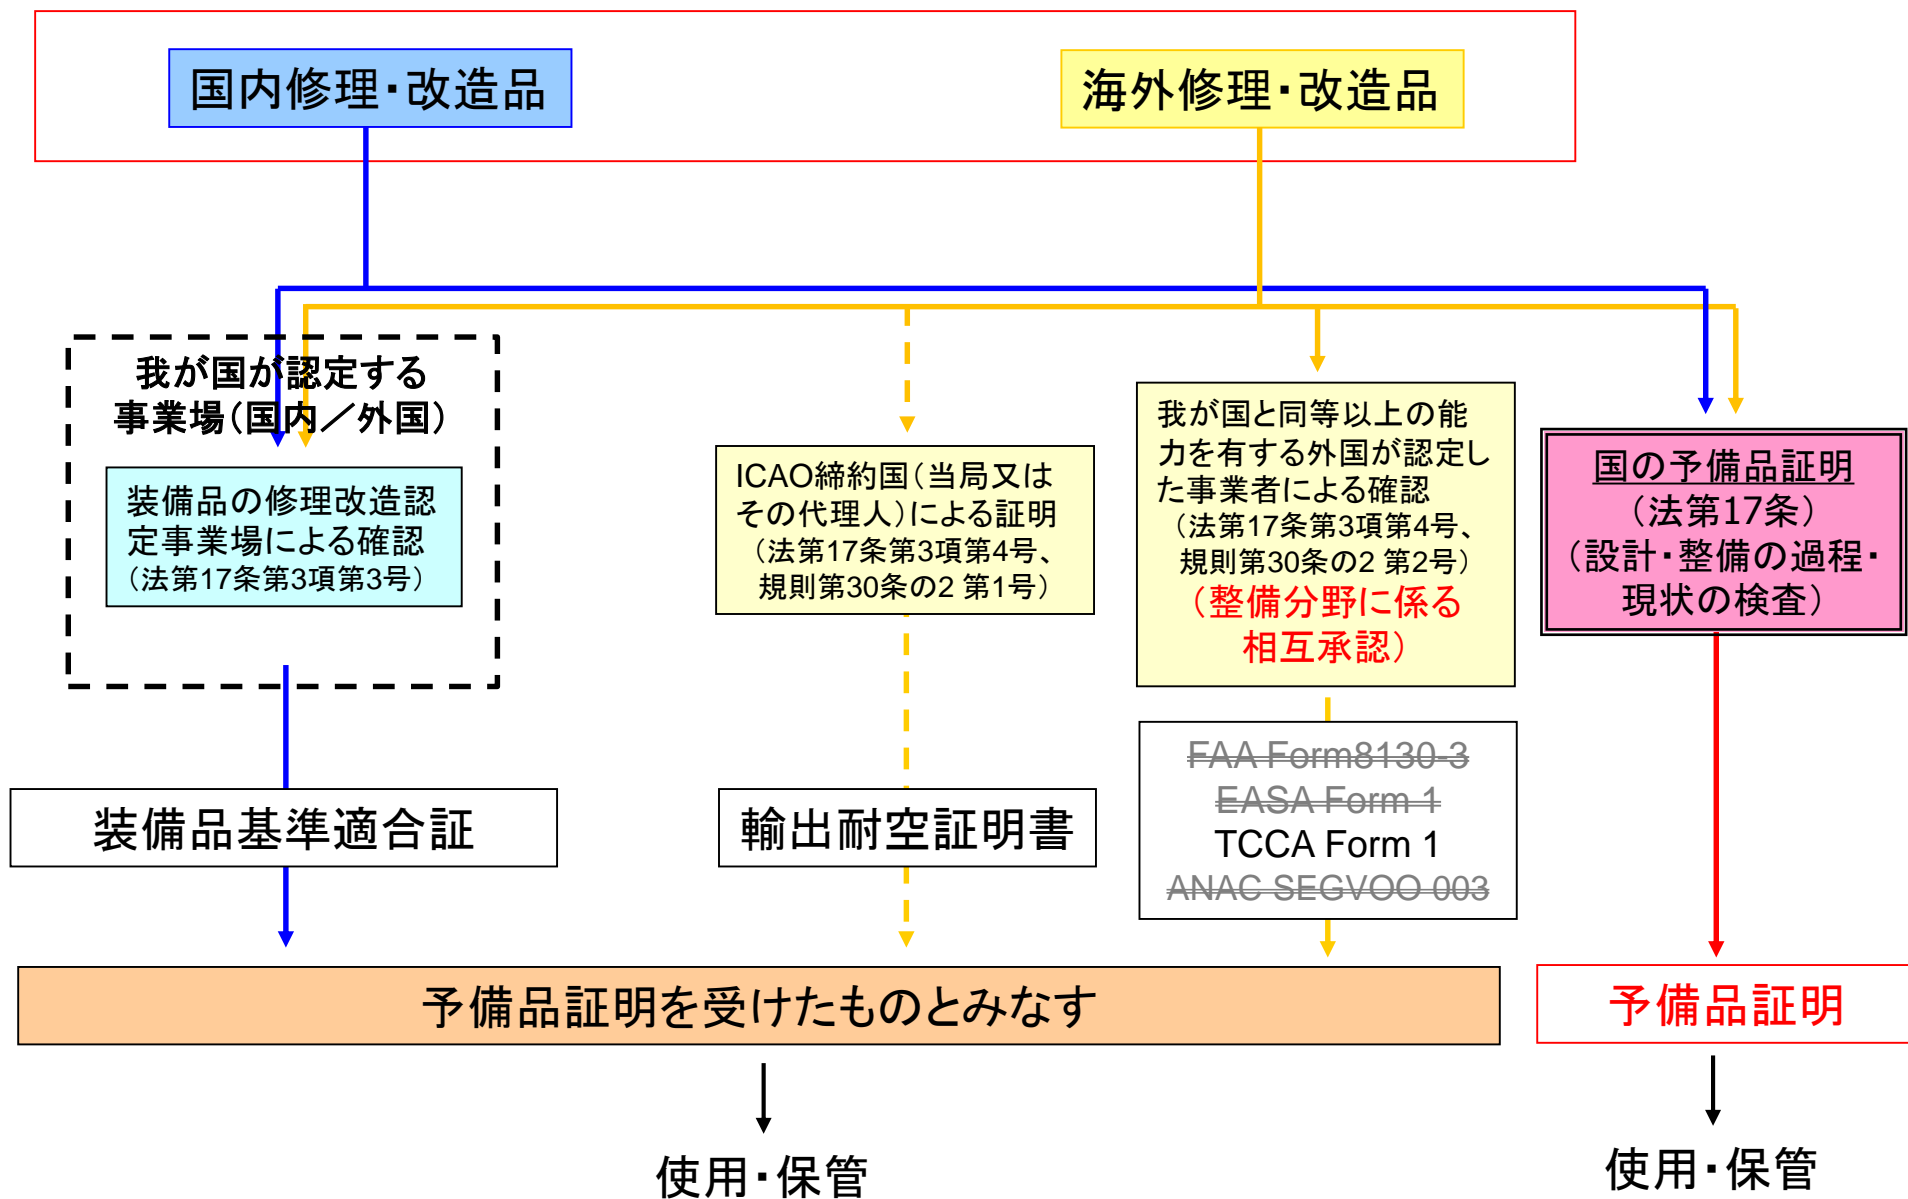 国内修理・改造品
海外修理・改造品
我が国が認定する
事業場（国内／外国）
装備品の修理改造認
定事業場による確認
（法第17条第3項第3号）
ICAO締約国（当局又は
その代理人）による証明
（法第17条第3項第4号、
規則第30条の2 第1号）
我が国と同等以上の能
力を有する外国が認定し
た事業者による確認
（法第17条第3項第4号、
規則第30条の2 第2号）
（整備分野に係る
相互承認）
国の予備品証明
（法第17条）
（設計・整備の過程・
現状の検査）
FAA Form8130-3
EASA Form 1
TCCA Form 1
ANAC SEGVOO 003
装備品基準適合証
輸出耐空証明書
予備品証明を受けたものとみなす
予備品証明
使用・保管
使用・保管